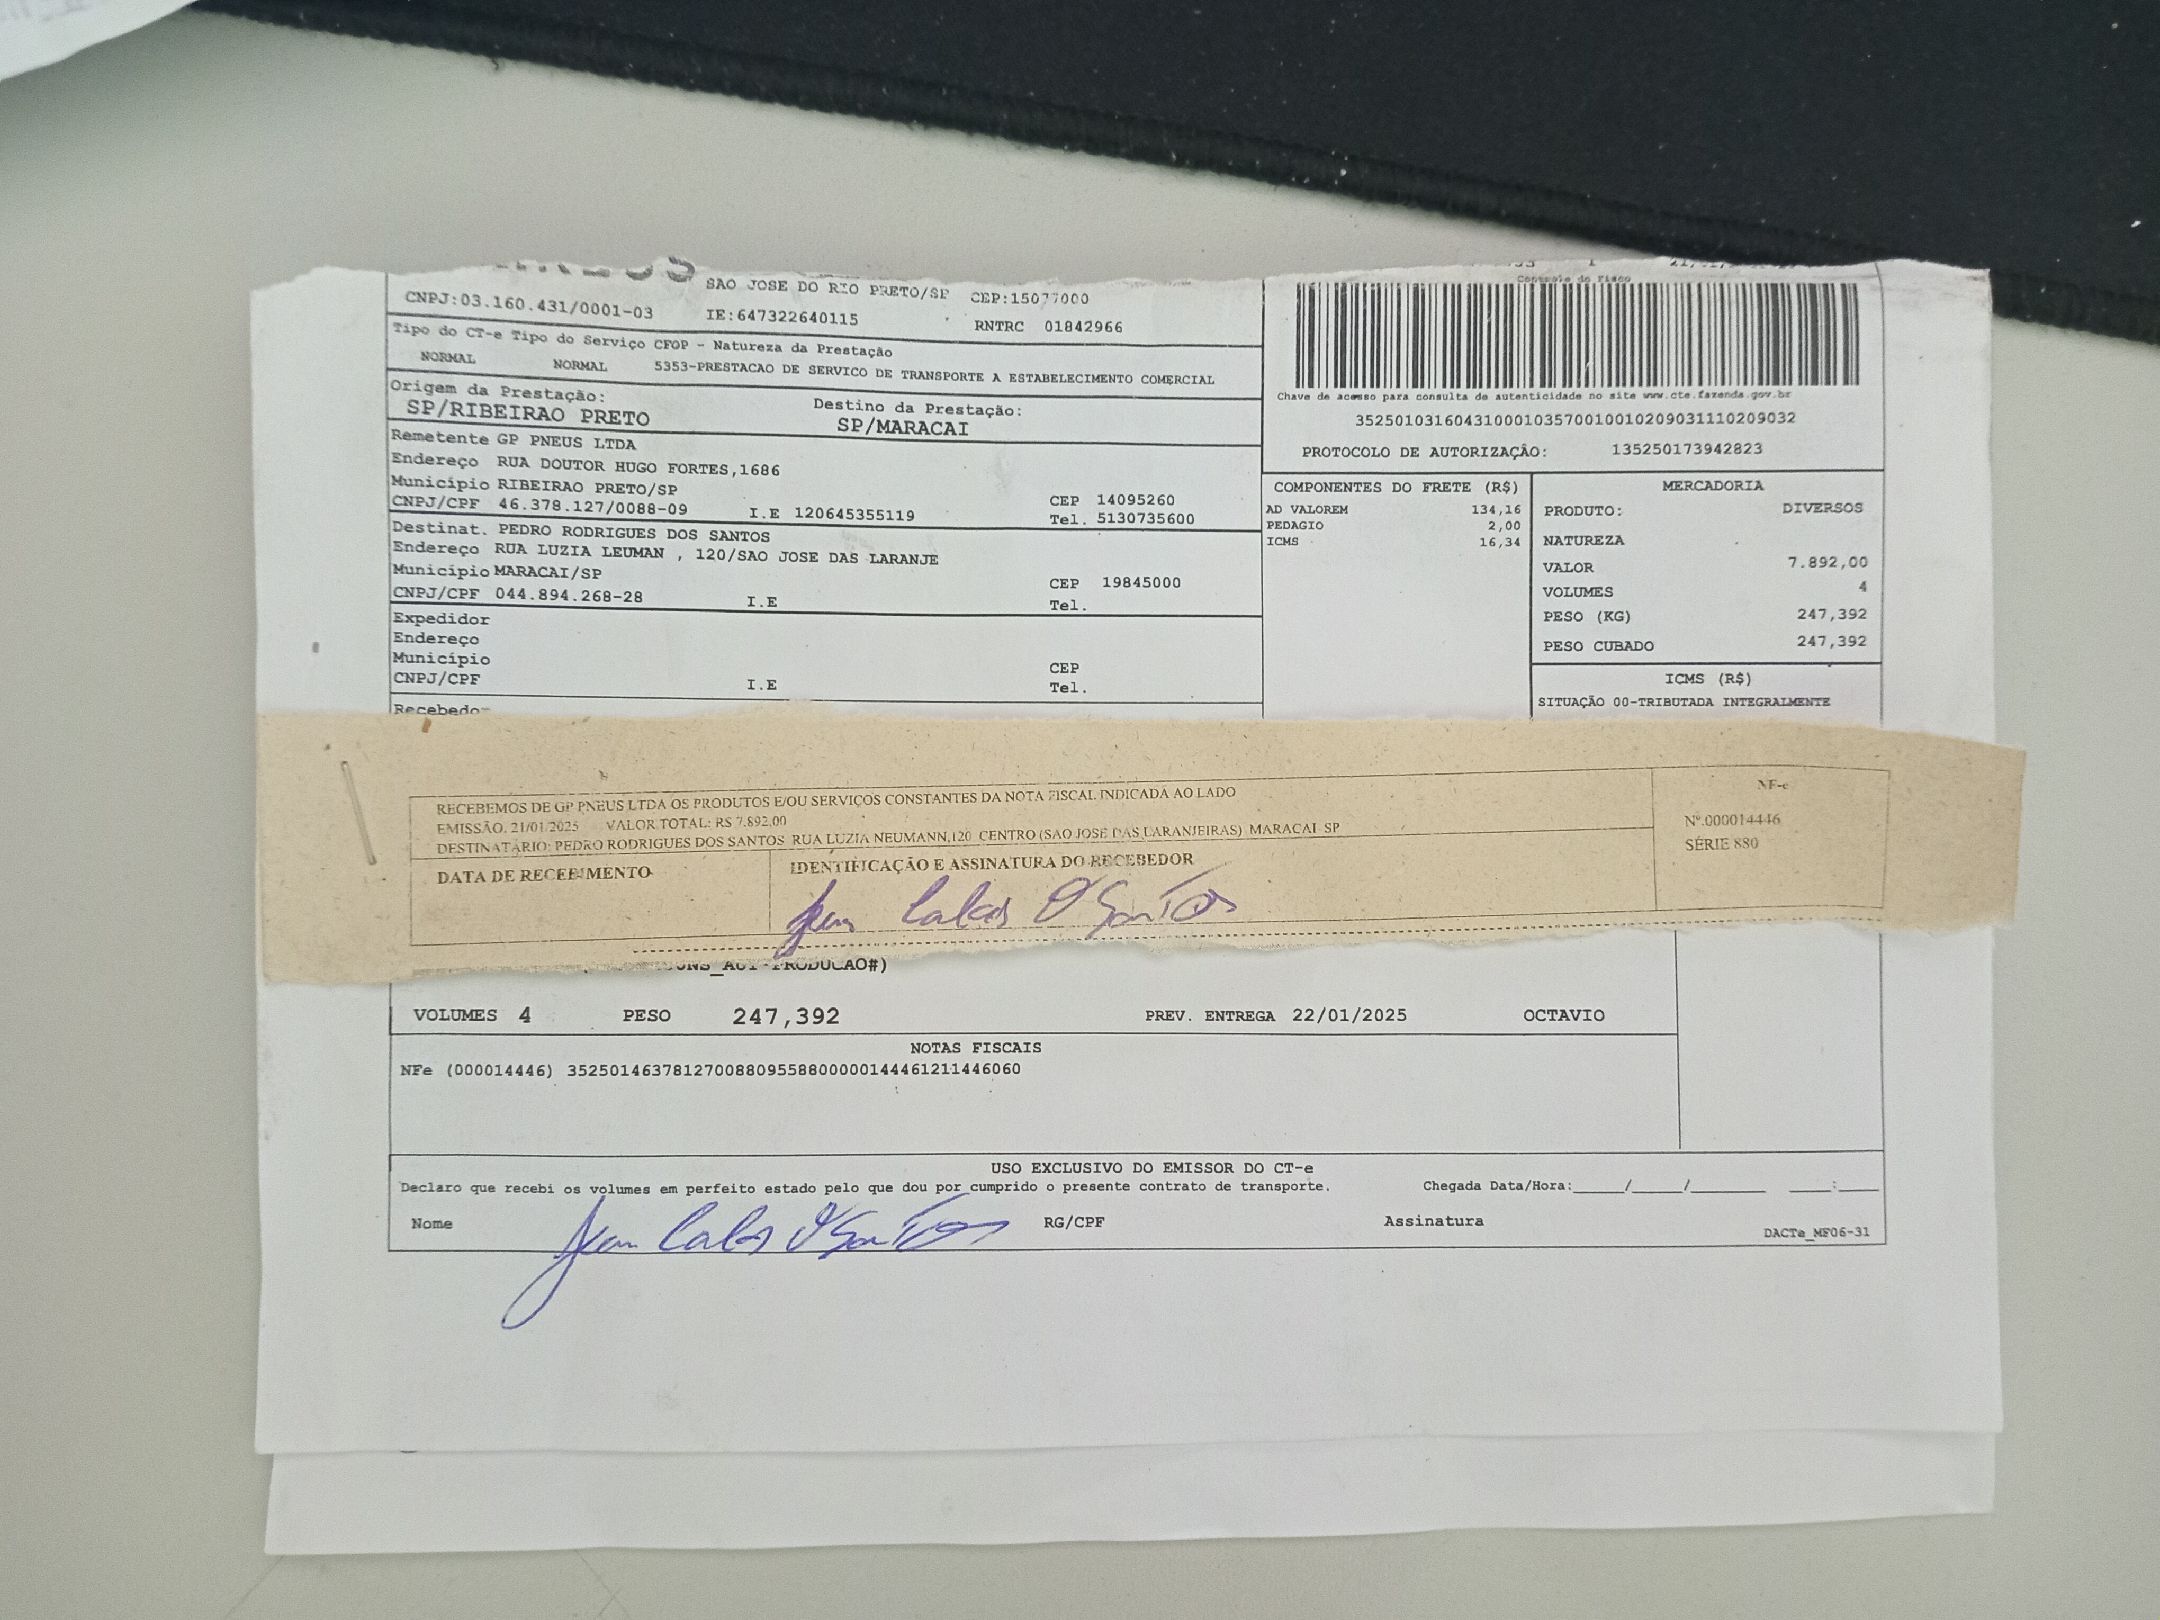 SAO JOSE DO RIO PRETO/SP CEP:15077000
CNPJ:03.160.431/0001-03 IE:647322640115 RNTRC 01842966
Tipo do CT-e Tipo do Serviço CFOP - Natureza da Prestação
NORMAL NORMAL 5353-PRESTACAO DE SERVICO DE TRANSPORTE A ESTABELECIMENTO COMERCIAL
Origem da Prestação: Destino da Prestação:
SP/RIBEIRAO PRETO SP/MARACAI
Remetente GP PNEUS LTDA
Endereço RUA DOUTOR HUGO FORTES,1686
Município RIBEIRAO PRETO/SP CEP 14095260
CNPJ/CPF 46.378.127/0088-09 I.E 120645355119 Tel. 5130735600
Destinat. PEDRO RODRIGUES DOS SANTOS
Endereço RUA LUZIA LEUMAN , 120/SAO JOSE DAS LARANJE
Município MARACAI/SP CEP 19845000
CNPJ/CPF 044.894.268-28 I.E Tel.
Expedidor
Endereço
Município CEP
CNPJ/CPF I.E Tel.
Recebedor
Controle do Fisco
Chave de acesso para consulta de autenticidade no site www.cte.fazenda.gov.br
35250103160431000103570010010209031110209032
PROTOCOLO DE AUTORIZAÇÃO: 135250173942823
COMPONENTES DO FRETE (R$)
AD VALOREM 134,16
PEDAGIO 2,00
ICMS 16,34
MERCADORIA
PRODUTO: DIVERSOS
NATUREZA
VALOR 7.892,00
VOLUMES 4
PESO (KG) 247,392
PESO CUBADO 247,392
ICMS (R$)
SITUAÇÃO 00-TRIBUTADA INTEGRALMENTE
RECEBEMOS DE GP PNEUS LTDA OS PRODUTOS E/OU SERVIÇOS CONSTANTES DA NOTA FISCAL INDICADA AO LADO
EMISSÃO: 21/01/2025 VALOR TOTAL: R$ 7.892,00
DESTINATÁRIO: PEDRO RODRIGUES DOS SANTOS RUA LUZIA NEUMANN,120 CENTRO (SAO JOSE DAS LARANJEIRAS) MARACAI-SP
DATA DE RECEBIMENTO IDENTIFICAÇÃO E ASSINATURA DO RECEBEDOR
NF-e
Nº.000014446
SÉRIE 880
VOLUMES 4 PESO 247,392 PREV. ENTREGA 22/01/2025 OCTAVIO
NOTAS FISCAIS
NFe (000014446) 35250146378127008809558800000144461211446060
USO EXCLUSIVO DO EMISSOR DO CT-e
Declaro que recebi os volumes em perfeito estado pelo que dou por cumprido o presente contrato de transporte. Chegada Data/Hora:_____/_____/_______ ____:____
Nome RG/CPF Assinatura
DACTe_MF06-31